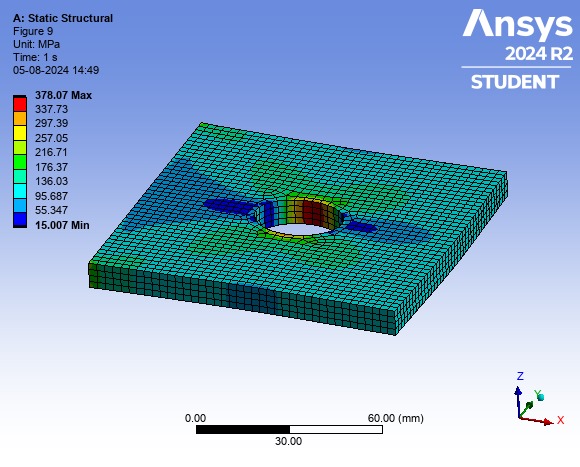 A: Static Structural
Figure 9
Unit: MPa
Time: 1 s
05-08-2024 14:49
378.07 Max
337.73
297.39
257.05
216.71
176.37
136.03
95.687
55.347
15.007 Min
Ansys
2024 R2
STUDENT
0.00
60.00 (mm)
30.00
Z
Y
X